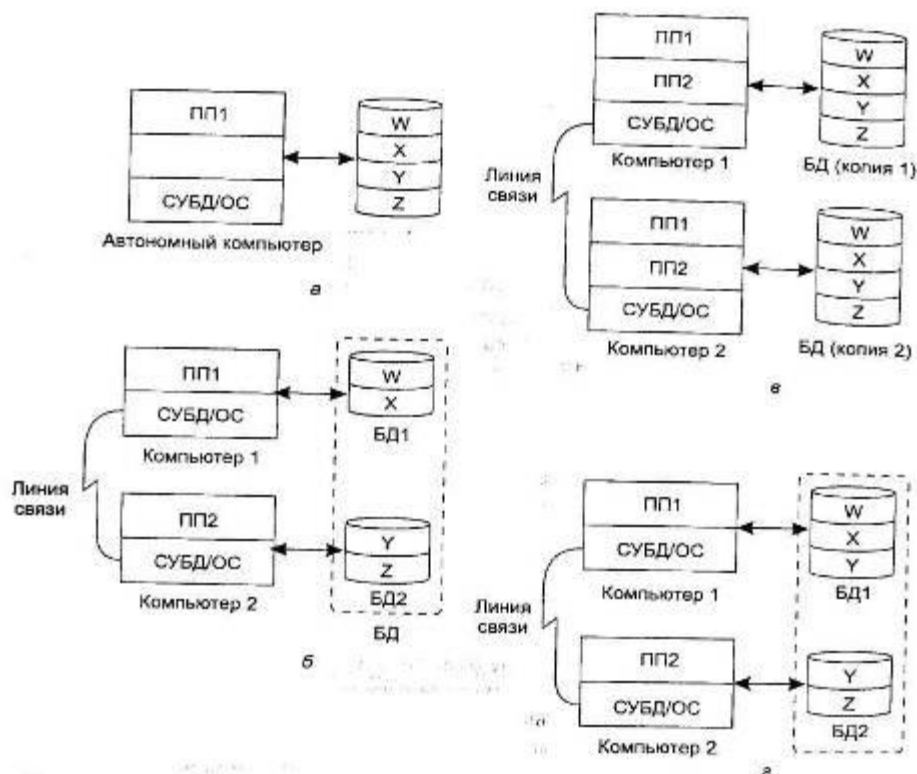 ПП1
СУБД/ОС
Автономный компьютер
W
X
Y
Z
а
ПП1
ПП2
СУБД/ОС
Компьютер 1
W
X
Y
Z
БД (копия 1)
Линия
связи
ПП1
ПП2
СУБД/ОС
Компьютер 2
W
X
Y
Z
БД (копия 2)
в
ПП1
СУБД/ОС
Компьютер 1
W
X
БД1
Линия
связи
ПП2
СУБД/ОС
Компьютер 2
Y
Z
БД2
БД
б
ПП1
СУБД/ОС
Компьютер 1
W
X
Y
БД1
Линия
связи
ПП2
СУБД/ОС
Компьютер 2
Y
Z
БД2
г